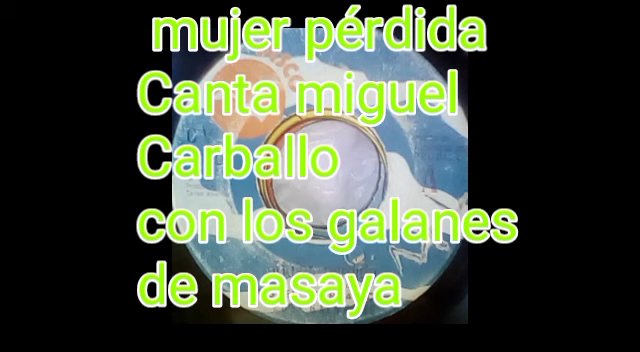 mujer pérdida
Canta miguel
Carballo
con los galanes
de masaya